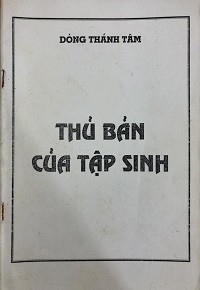 DÒNG THÁNH TÂM
THỦ BẢN
CỦA TẬP SINH